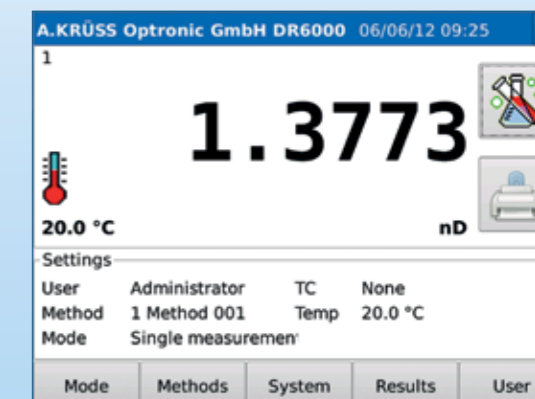 A.KRÜSS Optronic GmbH DR6000 06/06/12 09:25
1
1.3773
20.0 °C nD
Settings
User Administrator TC None
Method 1 Method 001 Temp 20.0 °C
Mode Single measuremen
Mode Methods System Results User